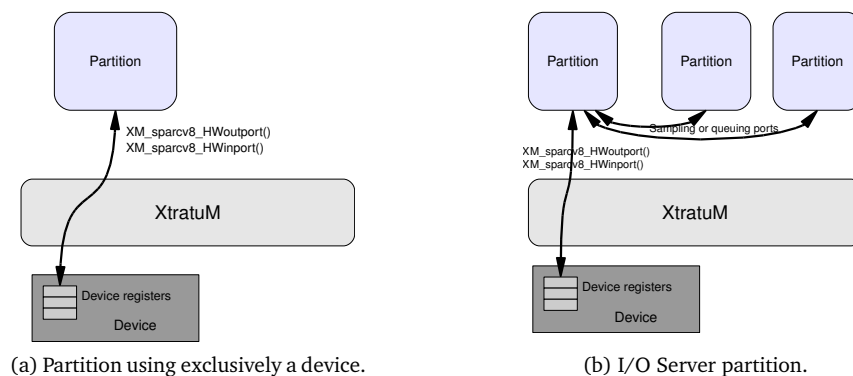 Partition
XM_sparcv8_HWoutport()
XM_sparcv8_HWinport()
XtratuM
Device registers
Device
(a) Partition using exclusively a device.
Partition
Partition
Partition
Sampling or queuing ports
XM_sparcv8_HWoutport()
XM_sparcv8_HWinport()
XtratuM
Device registers
Device
(b) I/O Server partition.